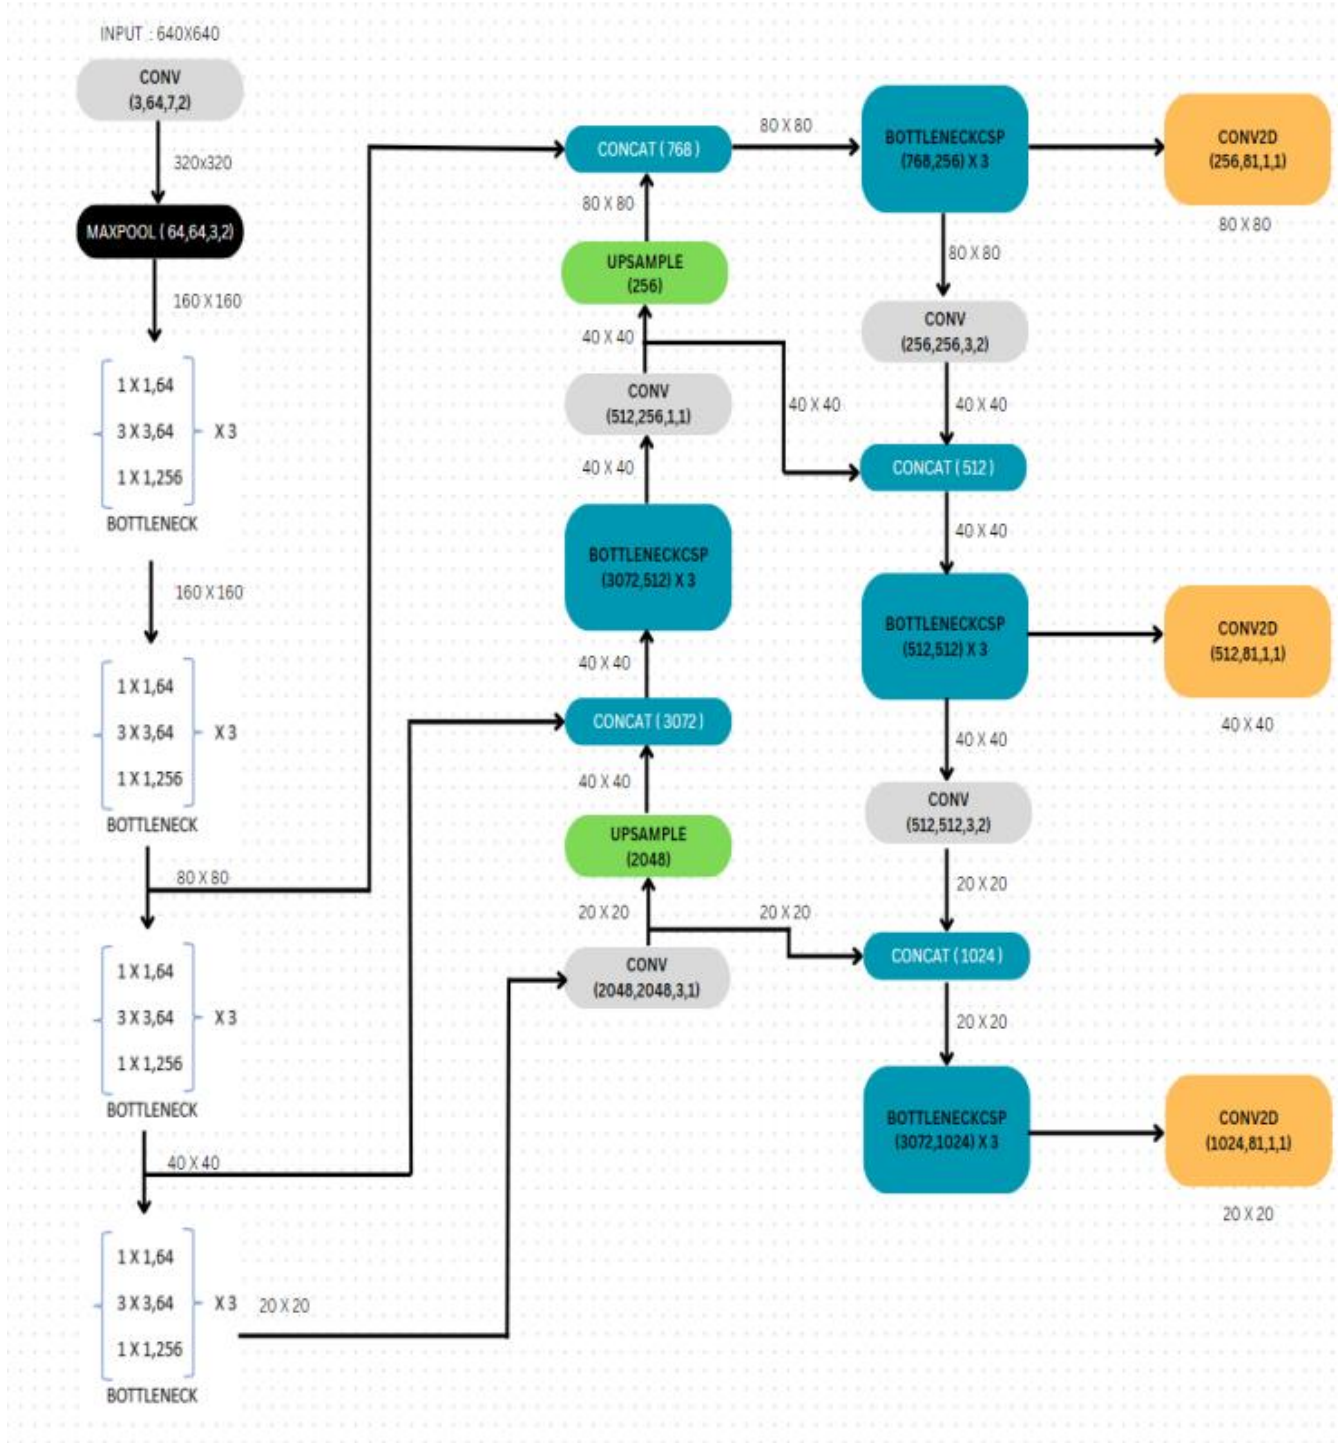 INPUT : 640X640
CONV
(3,64,7,2)
320x320
MAXPOOL ( 64,64,3,2)
160 X 160
1 X 1,64
3 X 3,64
X 3
1 X 1,256
BOTTLENECK
160 X 160
1 X 1,64
3 X 3,64
X 3
1 X 1,256
BOTTLENECK
80 X 80
1 X 1,64
3 X 3,64
X 3
1 X 1,256
BOTTLENECK
40 X 40
1 X 1,64
3 X 3,64
X 3
1 X 1,256
BOTTLENECK
20 X 20
CONCAT ( 768 )
80 X 80
80 X 80
UPSAMPLE
(256)
40 X 40
CONV
(512,256,1,1)
40 X 40
40 X 40
BOTTLENECKCSP
(3072,512) X 3
40 X 40
CONCAT ( 3072 )
40 X 40
UPSAMPLE
(2048)
20 X 20
20 X 20
CONV
(2048,2048,3,1)
BOTTLENECKCSP
(768,256) X 3
80 X 80
CONV
(256,256,3,2)
40 X 40
CONCAT ( 512 )
40 X 40
BOTTLENECKCSP
(512,512) X 3
40 X 40
CONV
(512,512,3,2)
20 X 20
CONCAT ( 1024 )
20 X 20
BOTTLENECKCSP
(3072,1024) X 3
CONV2D
(256,81,1,1)
80 X 80
CONV2D
(512,81,1,1)
40 X 40
CONV2D
(1024,81,1,1)
20 X 20